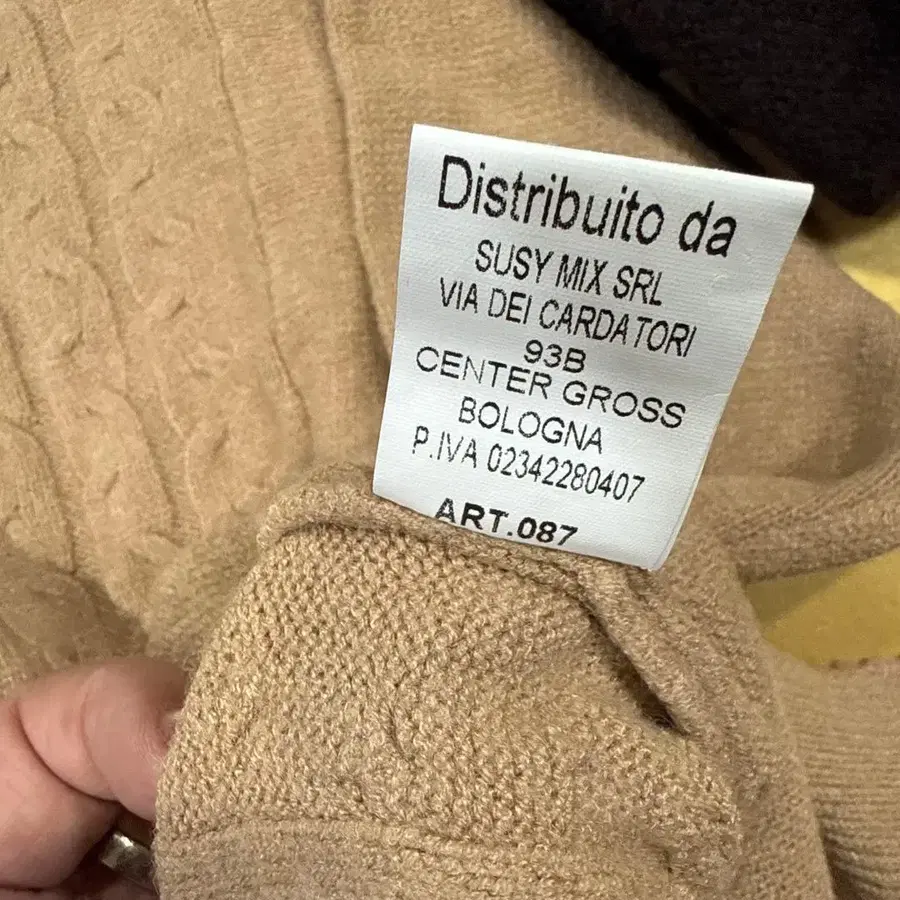 Distribuito da
SUSY MIX SRL
VIA DEI CARDATORI
93B
CENTER GROSS
BOLOGNA
P.IVA 02342280407
ART.087